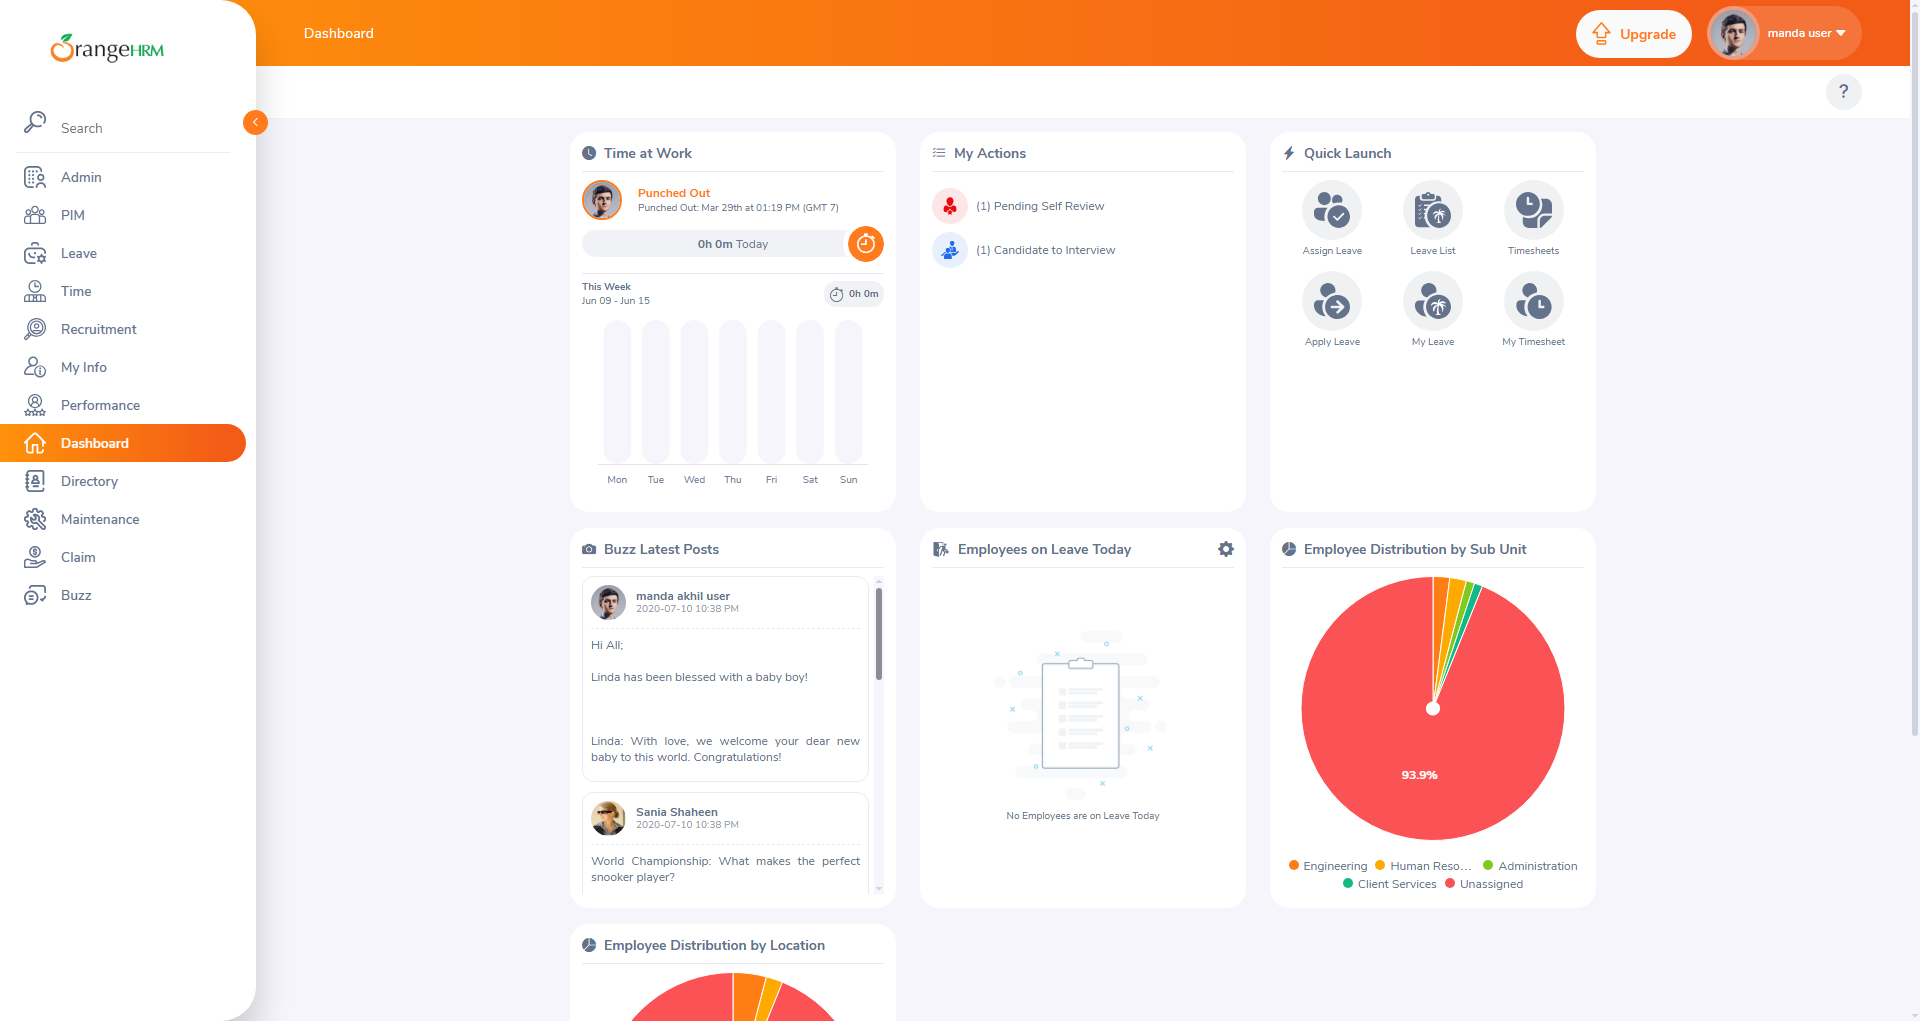 OrangeHRM
Dashboard
Upgrade
manda user
?
Search
Admin
PIM
Leave
Time
Recruitment
My Info
Performance
Dashboard
Directory
Maintenance
Claim
Buzz
Time at Work
Punched Out
Punched Out: Mar 29th at 01:19 PM (GMT 7)
0h 0m Today
This Week
Jun 09 - Jun 15
0h 0m
Mon Tue Wed Thu Fri Sat Sun
My Actions
(1) Pending Self Review
(1) Candidate to Interview
Quick Launch
Assign Leave Leave List Timesheets
Apply Leave My Leave My Timesheet
Buzz Latest Posts
manda akhil user
2020-07-10 10:38 PM
Hi All;
Linda has been blessed with a baby boy!
Linda: With love, we welcome your dear new
baby to this world. Congratulations!
Sania Shaheen
2020-07-10 10:38 PM
World Championship: What makes the perfect
snooker player?
Employees on Leave Today
No Employees are on Leave Today
Employee Distribution by Sub Unit
93.9%
Engineering Human Reso... Administration
Client Services Unassigned
Employee Distribution by Location